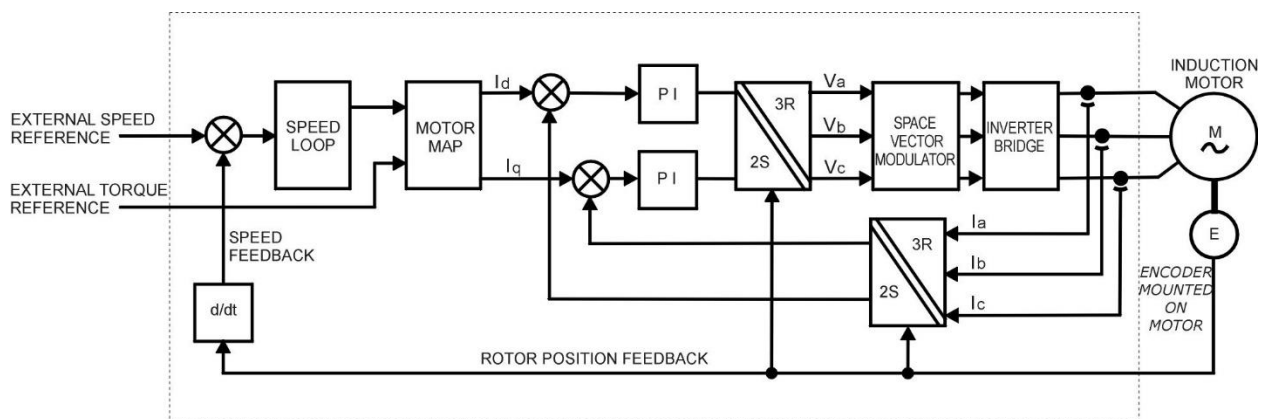 EXTERNAL SPEED
REFERENCE
EXTERNAL TORQUE
REFERENCE
SPEED
FEEDBACK
d/dt
SPEED
LOOP
MOTOR
MAP
Id
Iq
P I
P I
3R
2S
Va
Vb
Vc
SPACE
VECTOR
MODULATOR
INVERTER
BRIDGE
INDUCTION
MOTOR
M
E
ENCODER
MOUNTED
ON
MOTOR
3R
2S
Ia
Ib
Ic
ROTOR POSITION FEEDBACK